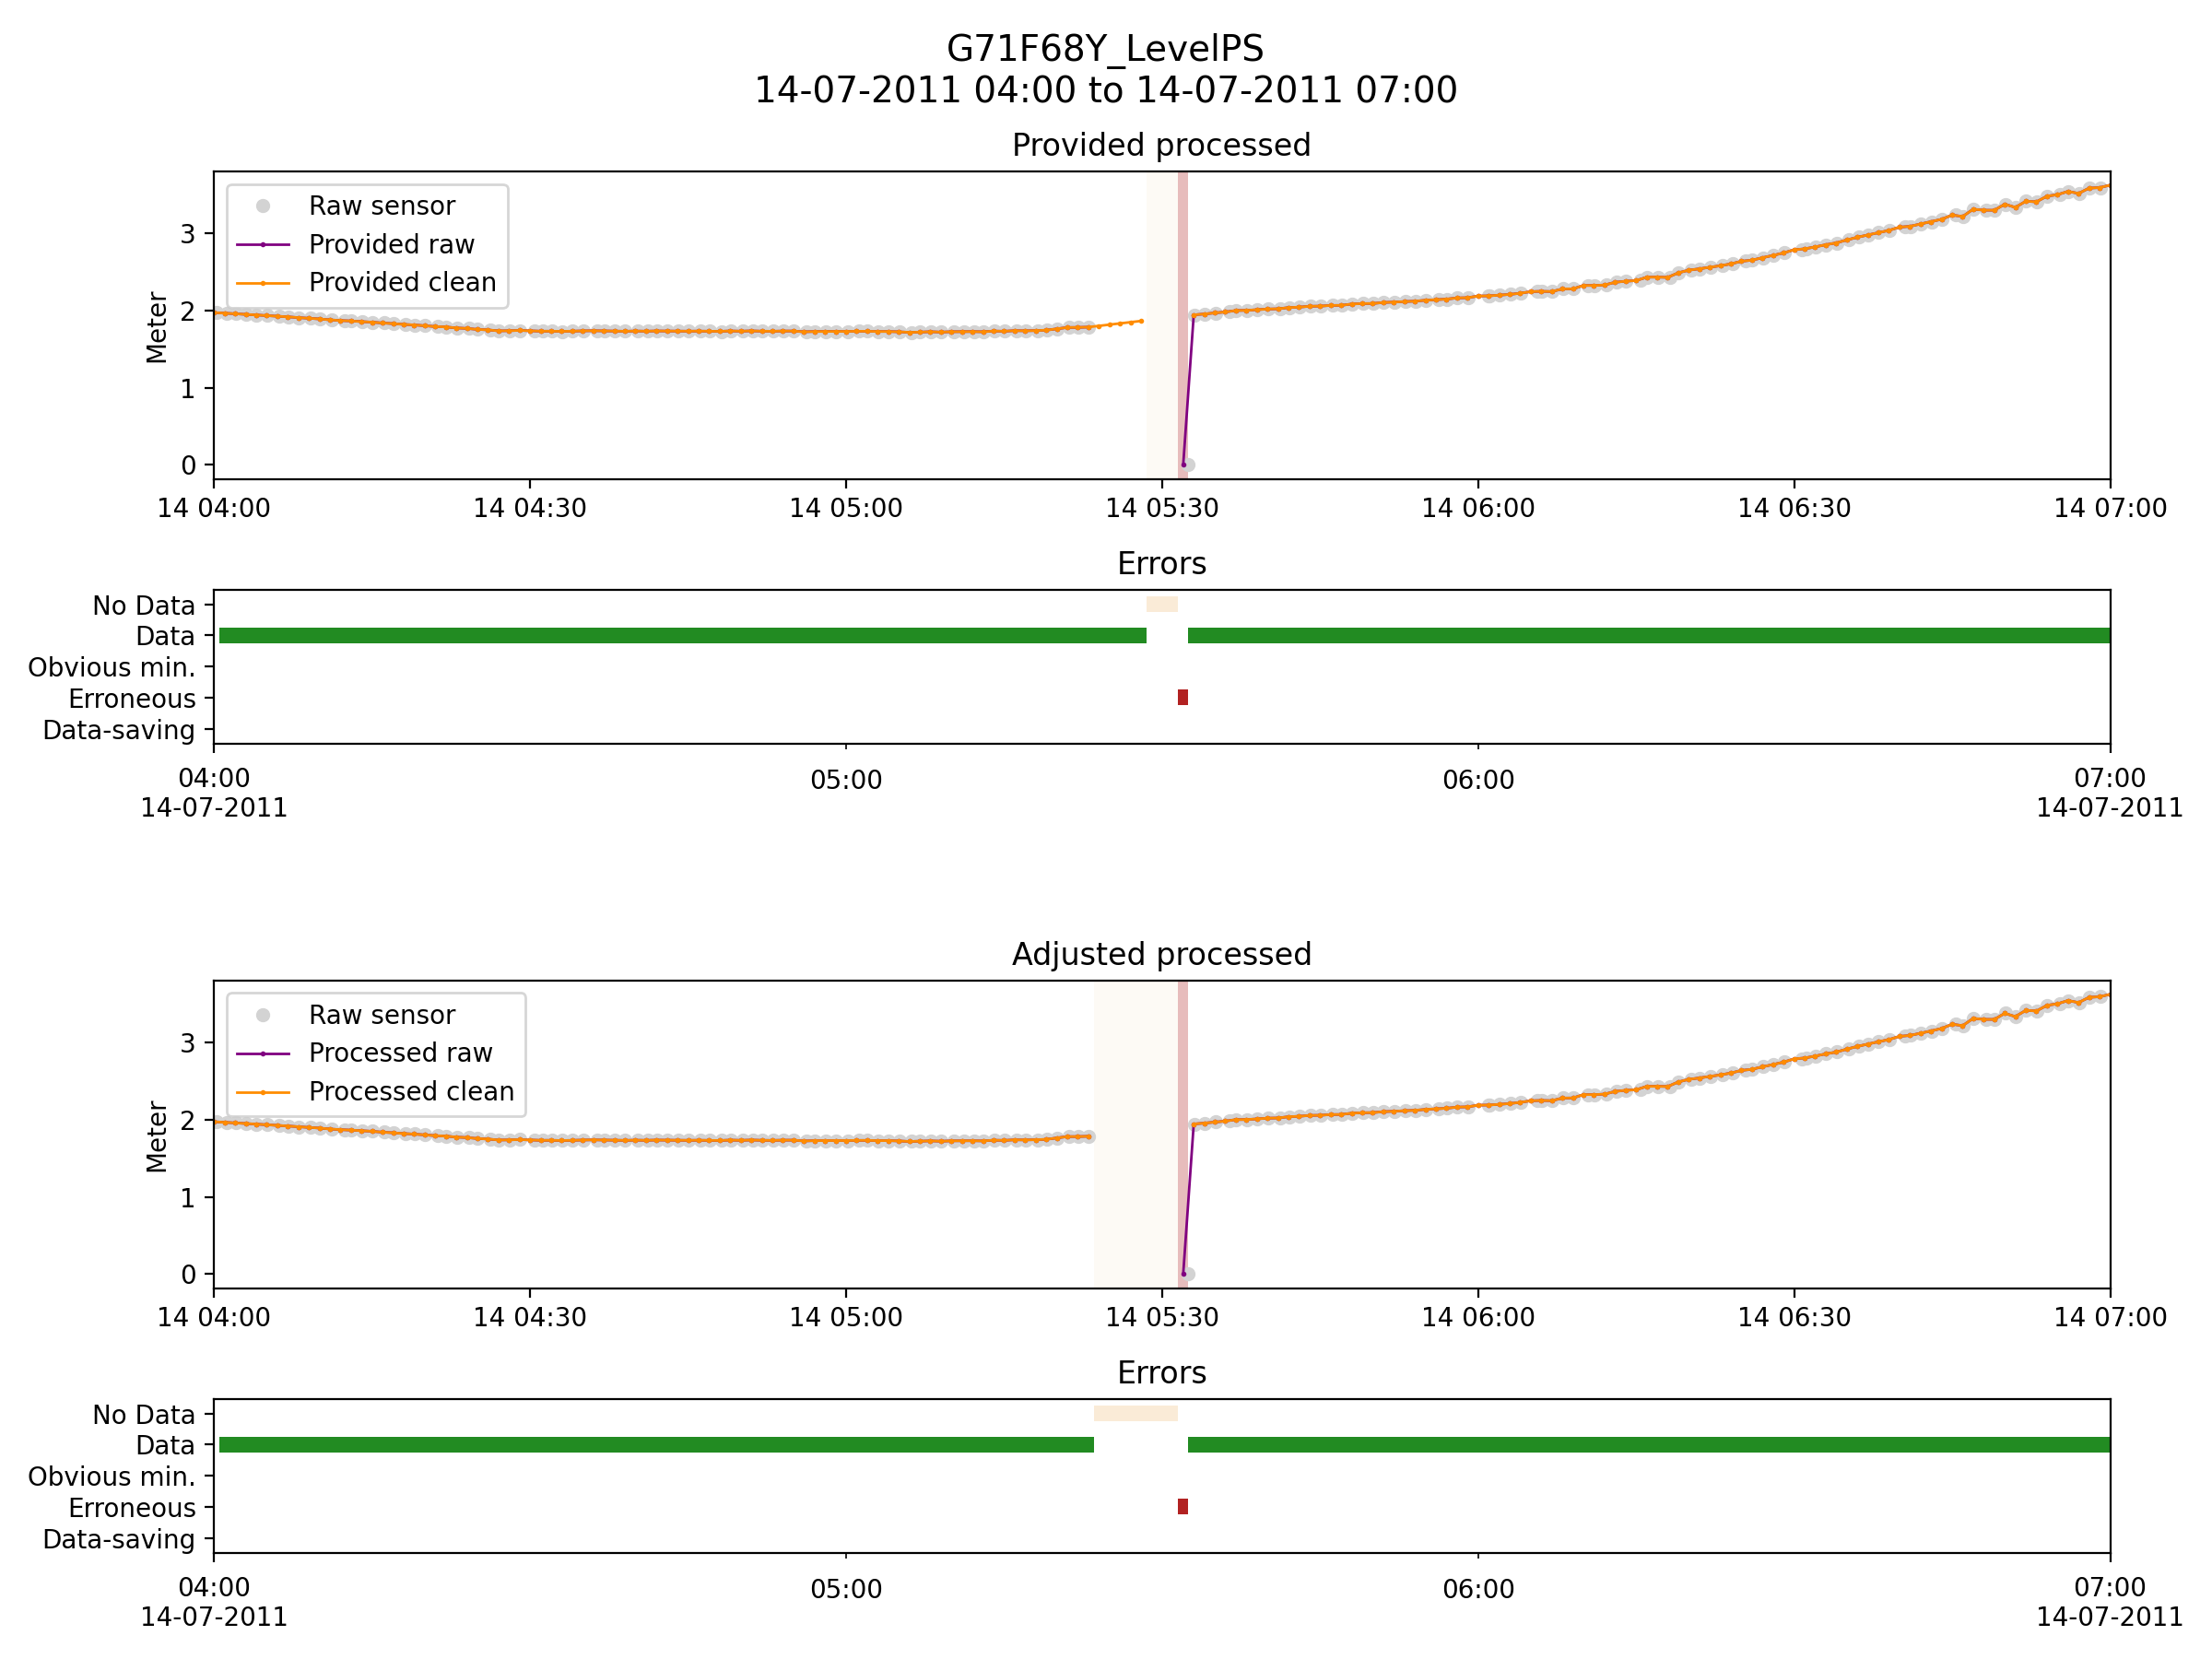 G71F68Y_LevelPS
14-07-2011 04:00 to 14-07-2011 07:00
Provided processed
Raw sensor
Provided raw
Provided clean
Meter
3
2
1
0
14 04:00 14 04:30 14 05:00 14 05:30 14 06:00 14 06:30 14 07:00
Errors
No Data
Data
Obvious min.
Erroneous
Data-saving
04:00 05:00 06:00 07:00
14-07-2011 14-07-2011
Adjusted processed
Raw sensor
Processed raw
Processed clean
Meter
3
2
1
0
14 04:00 14 04:30 14 05:00 14 05:30 14 06:00 14 06:30 14 07:00
Errors
No Data
Data
Obvious min.
Erroneous
Data-saving
04:00 05:00 06:00 07:00
14-07-2011 14-07-2011